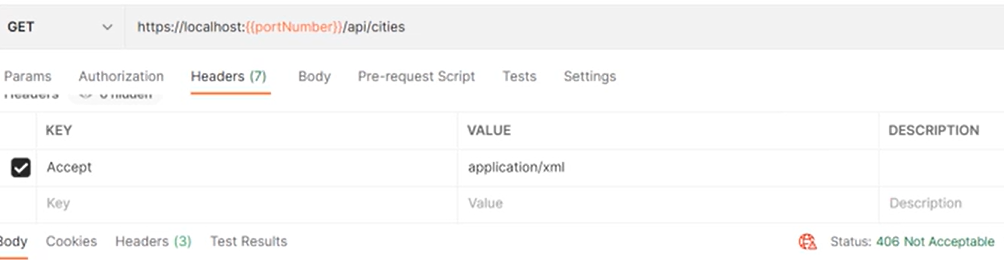 GET https://localhost:{{portNumber}}/api/cities
Params Authorization Headers (7) Body Pre-request Script Tests Settings
Headers 6 hidden
KEY VALUE DESCRIPTION
Accept application/xml
Key Value Description
Body Cookies Headers (3) Test Results Status: 406 Not Acceptable